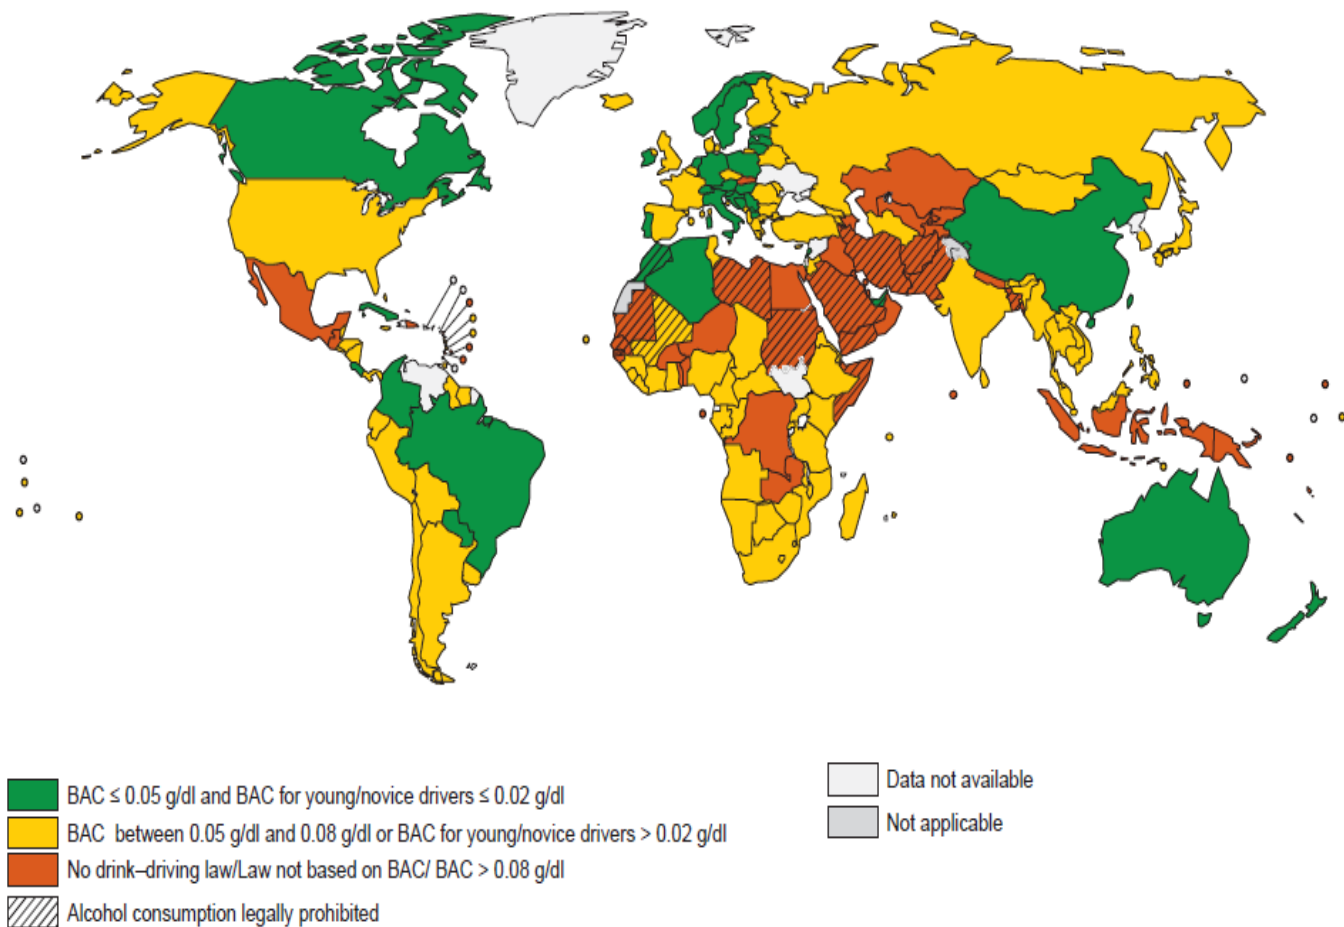 BAC ≤ 0.05 g/dl and BAC for young/novice drivers ≤ 0.02 g/dl
BAC between 0.05 g/dl and 0.08 g/dl or BAC for young/novice drivers > 0.02 g/dl
No drink–driving law/Law not based on BAC/ BAC > 0.08 g/dl
Alcohol consumption legally prohibited
Data not available
Not applicable